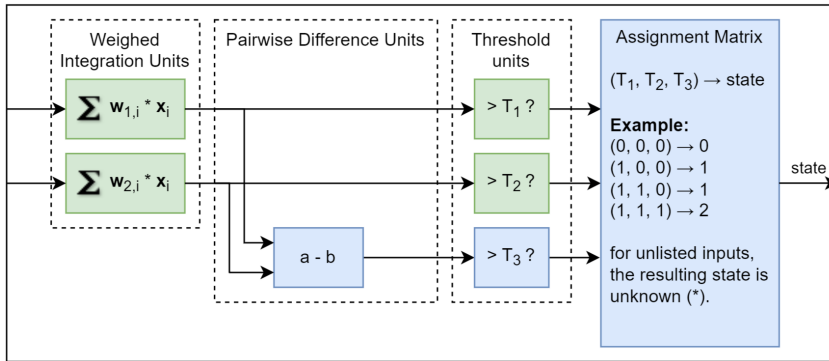 Weighed
Integration Units
Pairwise Difference Units
Threshold
units
Assignment Matrix
∑ w1,i * xi
> T1 ?
(T1, T2, T3) → state
Example:
(0, 0, 0) → 0
(1, 0, 0) → 1
(1, 1, 0) → 1
(1, 1, 1) → 2
∑ w2,i * xi
> T2 ?
state
a - b
> T3 ?
for unlisted inputs,
the resulting state is
unknown (*).